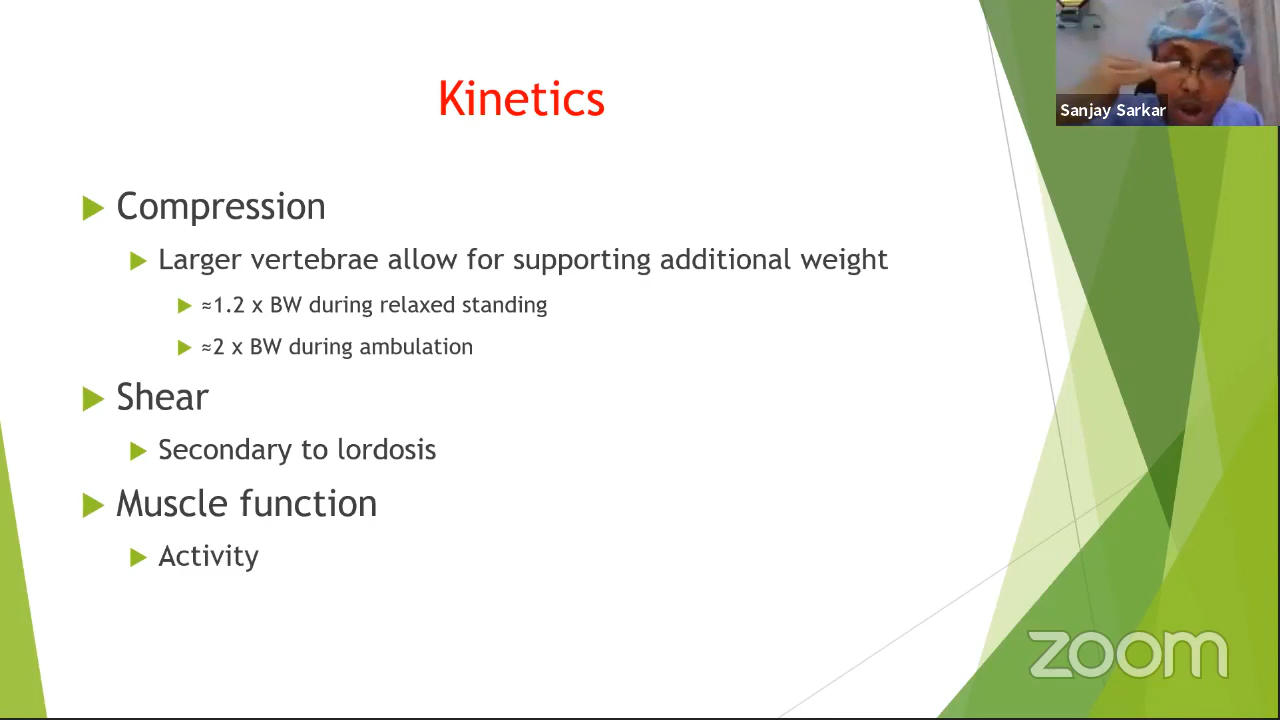 Kinetics
Compression
Larger vertebrae allow for supporting additional weight
≈1.2 x BW during relaxed standing
≈2 x BW during ambulation
Shear
Secondary to lordosis
Muscle function
Activity
Sanjay Sarkar
zoom